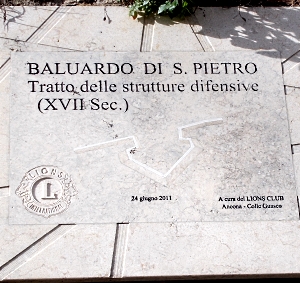 BALUARDO DI S. PIETRO
Tratto delle strutture difensive
(XVII Sec.)
LIONS
L
INTERNATIONAL
24 giugno 2011
A cura del LIONS CLUB
Ancona - Colle Guasco